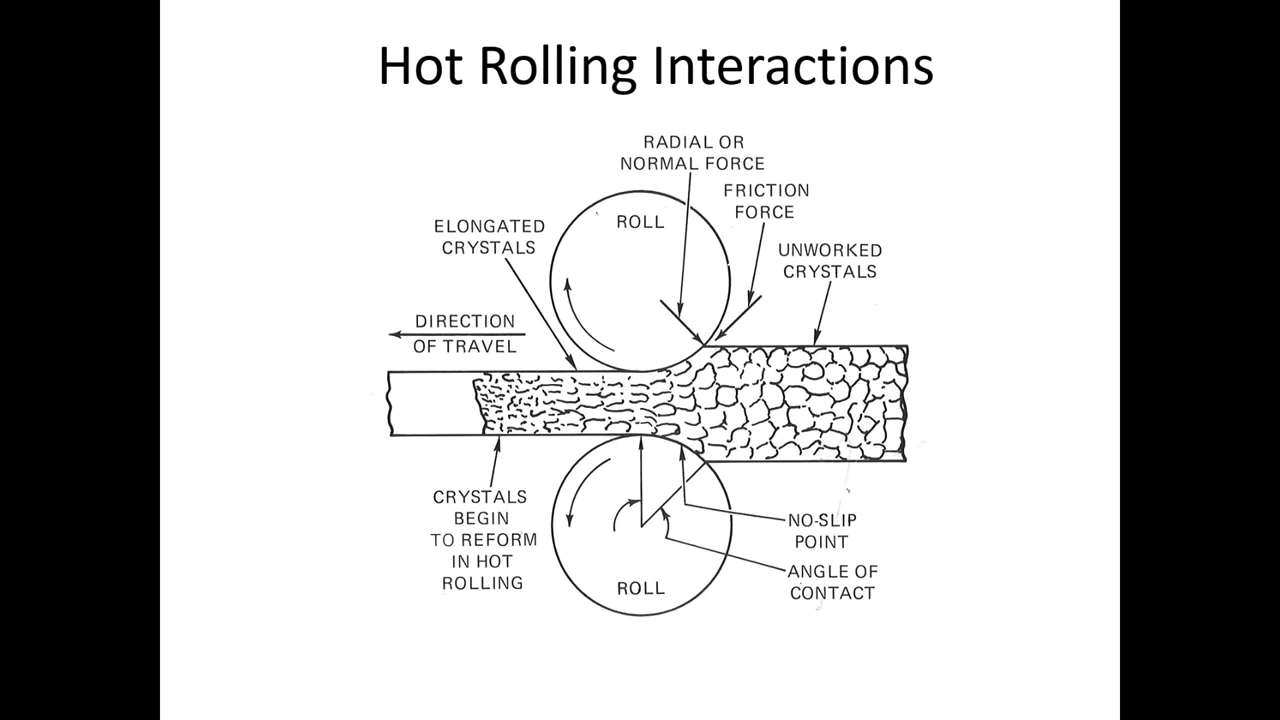 Hot Rolling Interactions
RADIAL OR
NORMAL FORCE
FRICTION
FORCE
ROLL
ELONGATED
CRYSTALS
UNWORKED
CRYSTALS
DIRECTION
OF TRAVEL
CRYSTALS
BEGIN
TO REFORM
IN HOT
ROLLING
NO-SLIP
POINT
ANGLE OF
CONTACT
ROLL